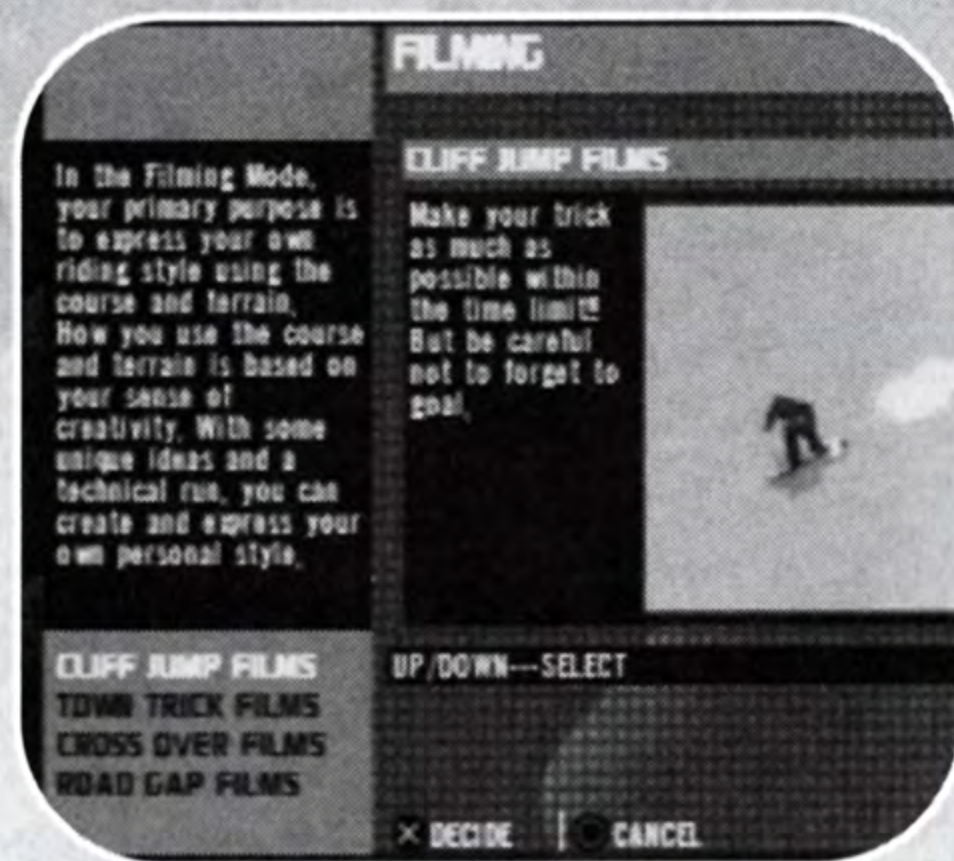 FILMING
In the Filming Mode,
your primary purpose is
to express your own
riding style using the
course and terrain.
How you use the course
and terrain is based on
your sense of
creativity. With some
unique ideas and a
technical run, you can
create and express your
own personal style.
CLIFF JUMP FILMS
TOWN TRICK FILMS
CROSS OVER FILMS
ROAD GAP FILMS
CLIFF JUMP FILMS
Make your trick
as much as
possible within
the time limit!!
But be careful
not to forget to
goal.
UP/DOWN---SELECT
× DECIDE | ● CANCEL